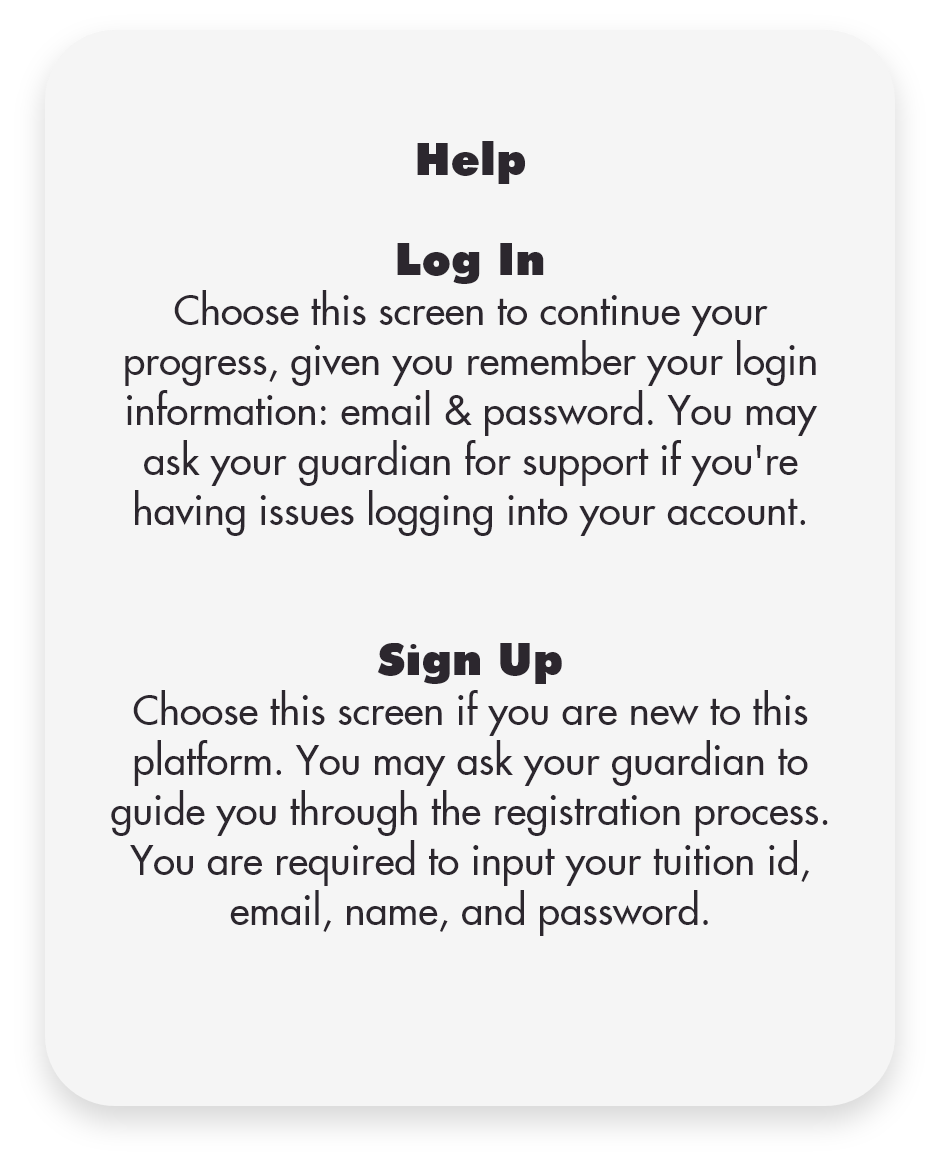 Help
Log In
Choose this screen to continue your
progress, given you remember your login
information: email & password. You may
ask your guardian for support if you're
having issues logging into your account.
Sign Up
Choose this screen if you are new to this
platform. You may ask your guardian to
guide you through the registration process.
You are required to input your tuition id,
email, name, and password.